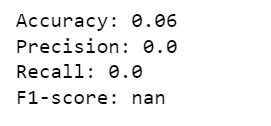 Accuracy: 0.06
Precision: 0.0
Recall: 0.0
F1-score: nan